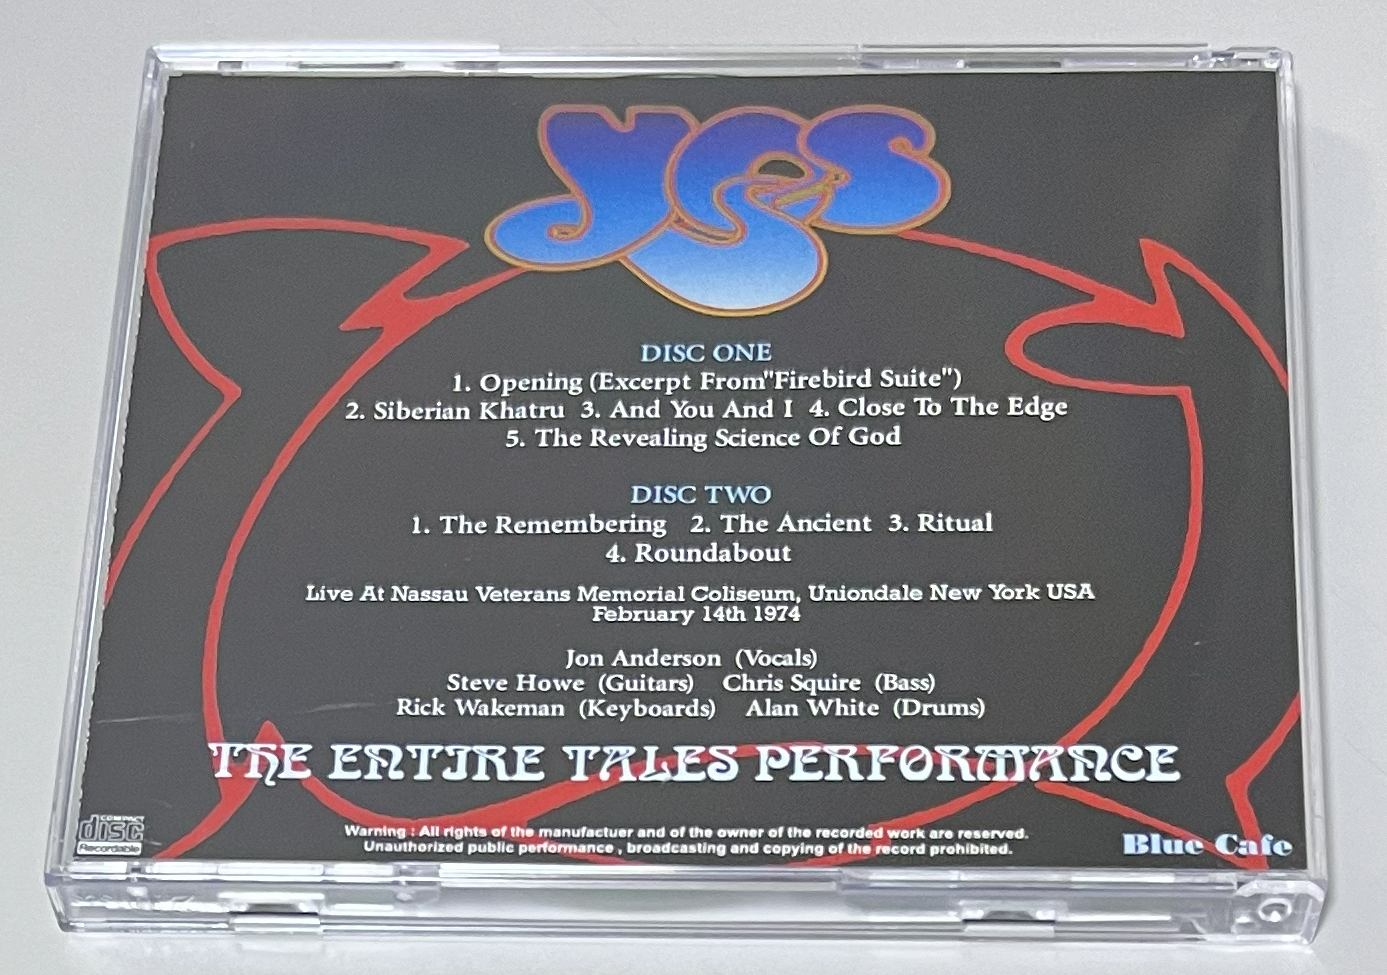 YES
DISC ONE
1. Opening (Excerpt From"Firebird Suite")
2. Siberian Khatru 3. And You And I 4. Close To The Edge
5. The Revealing Science Of God
DISC TWO
1. The Remembering 2. The Ancient 3. Ritual
4. Roundabout
Live At Nassau Veterans Memorial Coliseum, Uniondale New York USA
February 14th 1974
Jon Anderson (Vocals)
Steve Howe (Guitars) Chris Squire (Bass)
Rick Wakeman (Keyboards) Alan White (Drums)
THE ENTIRE TALES PERFORMANCE
COMPACT
disc
Recordable
Warning : All rights of the manufactuer and of the owner of the recorded work are reserved.
Unauthorized public performance , broadcasting and copying of the record prohibited.
Blue Cafe